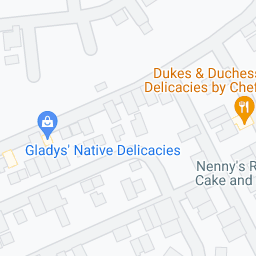 Dukes & Duchess
Delicacies by Chef
Gladys' Native Delicacies
Nenny's R
Cake and